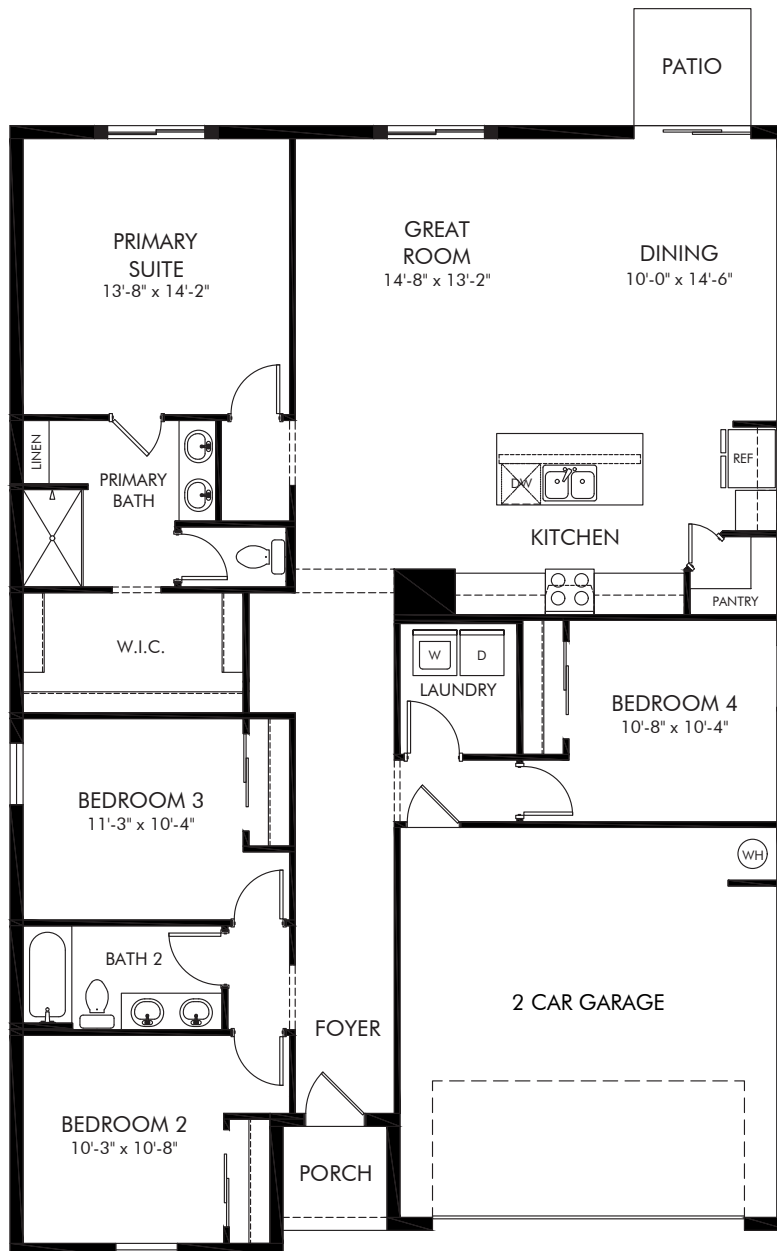 PATIO
PRIMARY
SUITE
13'-8" x 14'-2"
GREAT
ROOM
14'-8" x 13'-2"
DINING
10'-0" x 14'-6"
LINEN
PRIMARY
BATH
REF
DW
KITCHEN
PANTRY
W.I.C.
W
D
LAUNDRY
BEDROOM 4
10'-8" x 10'-4"
BEDROOM 3
11'-3" x 10'-4"
WH
BATH 2
2 CAR GARAGE
FOYER
BEDROOM 2
10'-3" x 10'-8"
PORCH